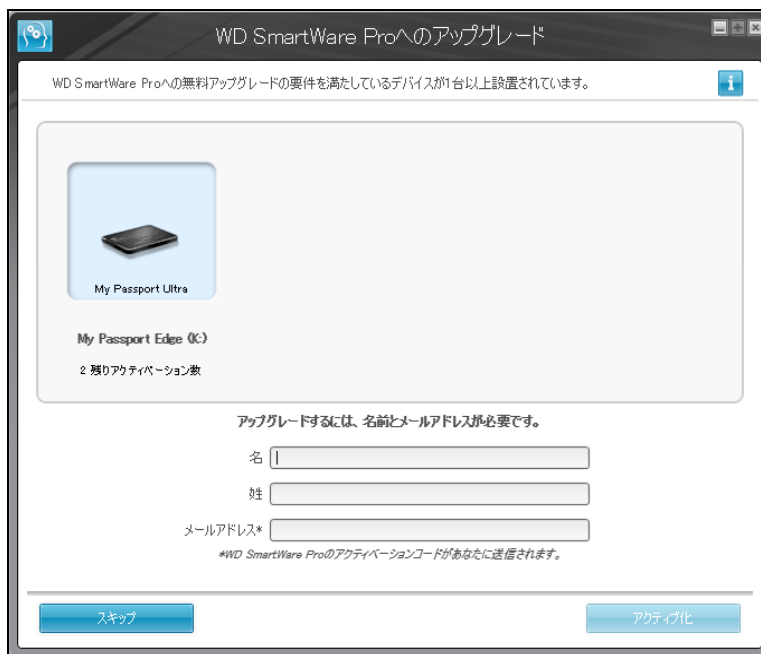 WD SmartWare Proへのアップグレード
WD SmartWare Proへの無料アップグレードの要件を満たしているデバイスが1台以上設置されています。
My Passport Ultra
My Passport Edge (K:)
2 残りアクティベーション数
アップグレードするには、名前とメールアドレスが必要です。
名
姓
メールアドレス*
*WD SmartWare Proのアクティベーションコードがあなたに送信されます。
スキップ
アクティブ化